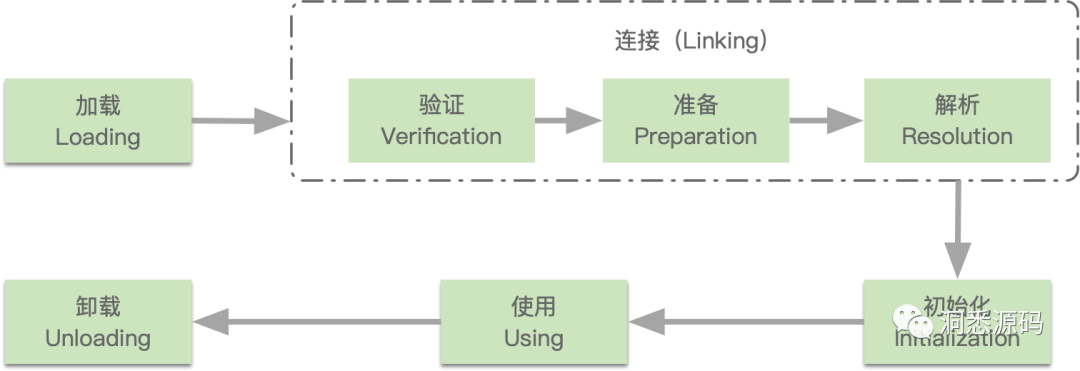 连接（Linking）
加载
Loading
验证
Verification
准备
Preparation
解析
Resolution
卸载
Unloading
使用
Using
初始化
Initialization
洞悉源码